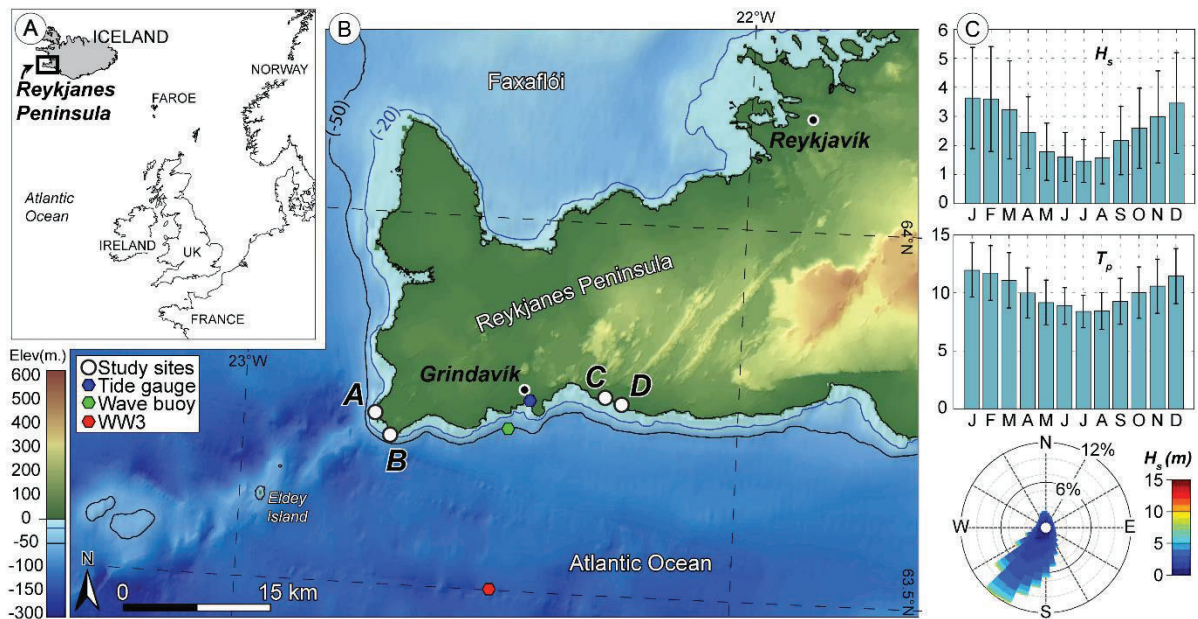 A
ICELAND
Reykjanes
Peninsula
NORWAY
FAROE
Atlantic
Ocean
IRELAND
UK
FRANCE
B
22°W
(-50)
(-20)
Faxaflói
Reykjavík
64°N
Reykjanes Peninsula
23°W
Grindavík
A
B
C
D
Eldey
Island
Atlantic Ocean
63.5°N
Elev(m.)
600
500
400
300
200
100
0
-50
-100
-150
-300
Study sites
Tide gauge
Wave buoy
WW3
N
0 15 km
C
Hs
6
5
4
3
2
1
0
J F M A M J J A S O N D
Tp
15
10
5
0
J F M A M J J A S O N D
N
12%
6%
W
E
S
Hs (m)
15
10
5
0